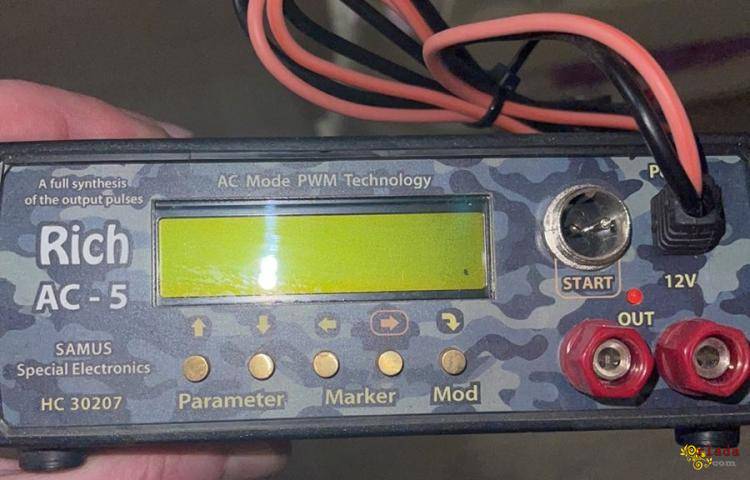 A full synthesis
of the output pulses
AC Mode PWM Technology
Rich
AC - 5
SAMUS
Special Electronics
HC 30207
Parameter
Marker
Mod
START
12V
OUT
.com